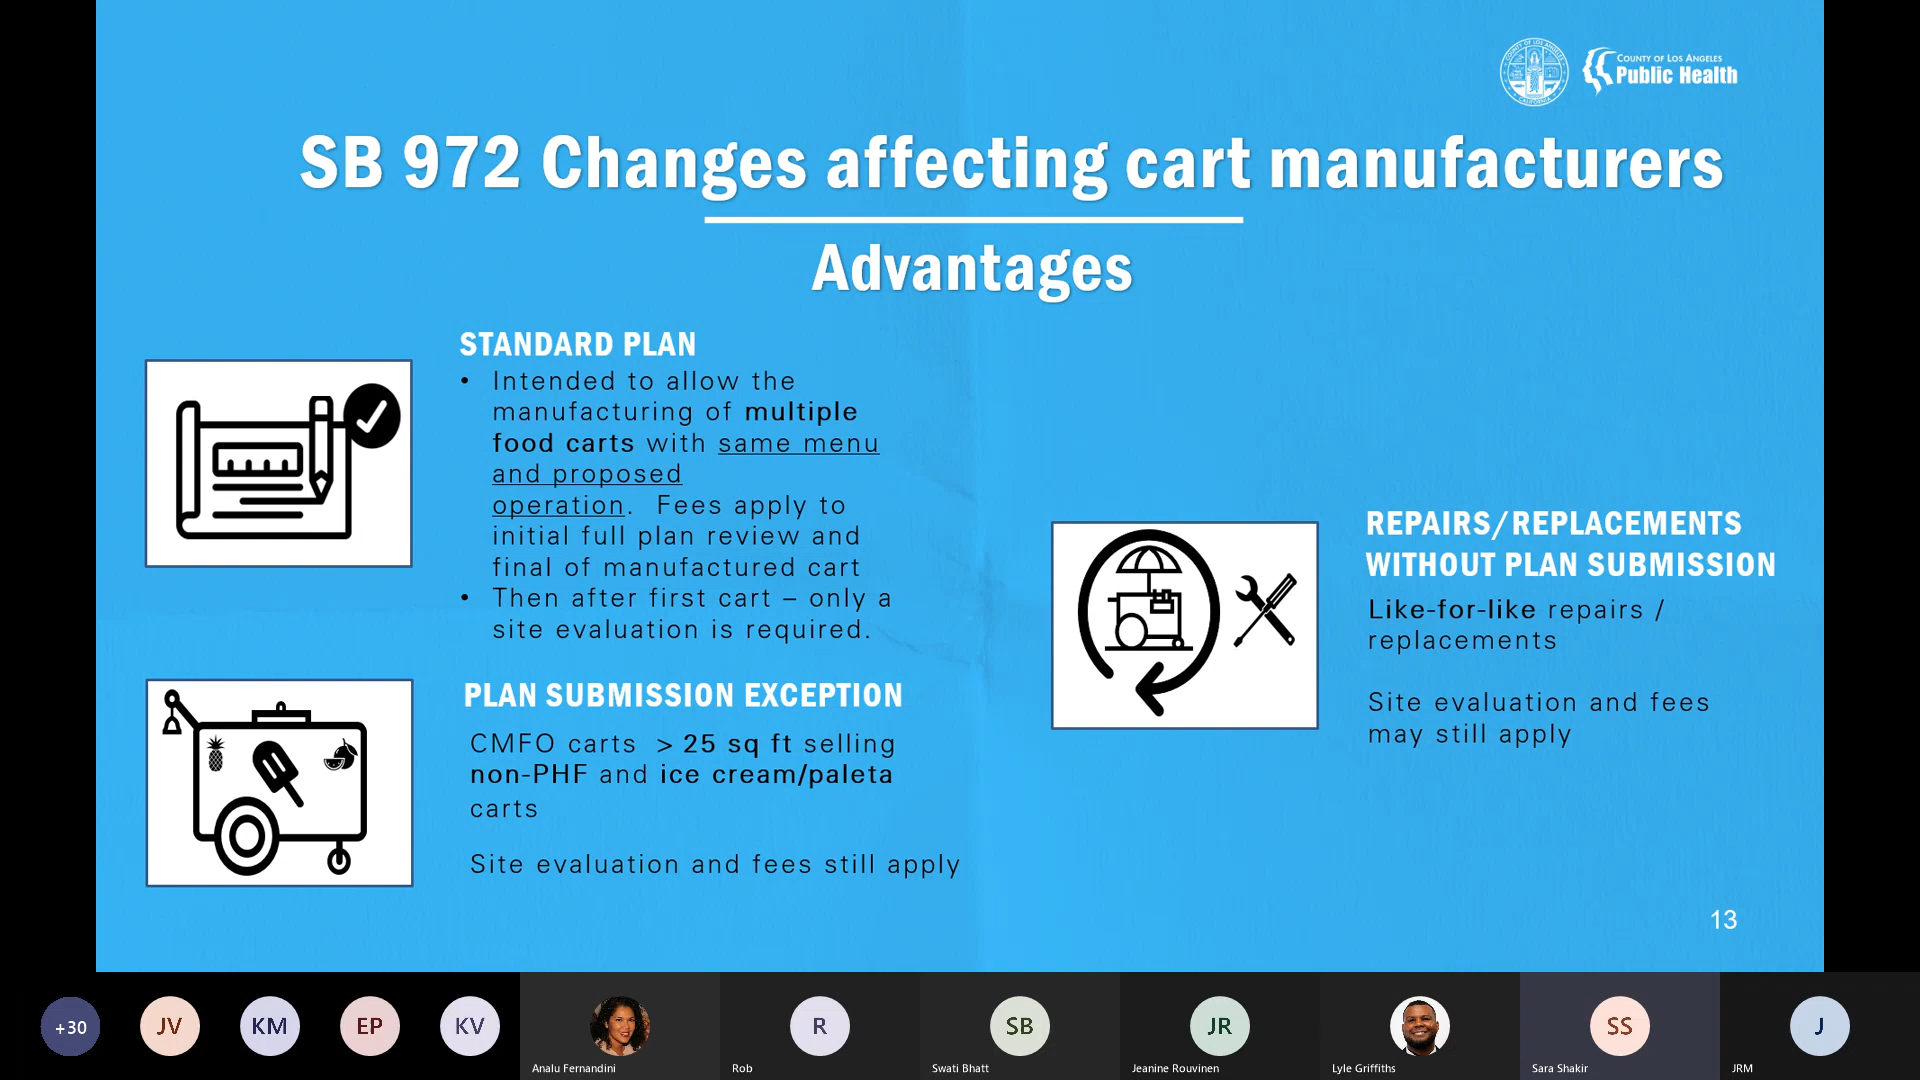 COUNTY OF LOS ANGELES
Public Health
SB 972 Changes affecting cart manufacturers
Advantages
STANDARD PLAN
• Intended to allow the
manufacturing of multiple
food carts with same menu
and proposed
operation. Fees apply to
initial full plan review and
final of manufactured cart
• Then after first cart – only a
site evaluation is required.
PLAN SUBMISSION EXCEPTION
CMFO carts > 25 sq ft selling
non-PHF and ice cream/paleta
carts
Site evaluation and fees still apply
REPAIRS/REPLACEMENTS
WITHOUT PLAN SUBMISSION
Like-for-like repairs /
replacements
Site evaluation and fees
may still apply
13
+30
JV
KM
EP
KV
Analu Fernandini
R
Rob
SB
Swati Bhatt
JR
Jeanine Rouvinen
Lyle Griffiths
SS
Sara Shakir
J
JRM